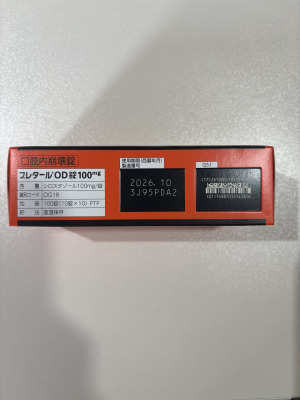 口腔内崩壊錠
プレタール®OD錠100mg
含量 シロスタゾール100mg/錠
識別コード OG18
包装 100錠(10錠×10) PTP
貯法 室温保存
使用期限(西暦年月)
製造番号
2026.10
3J95PDA2
GS1